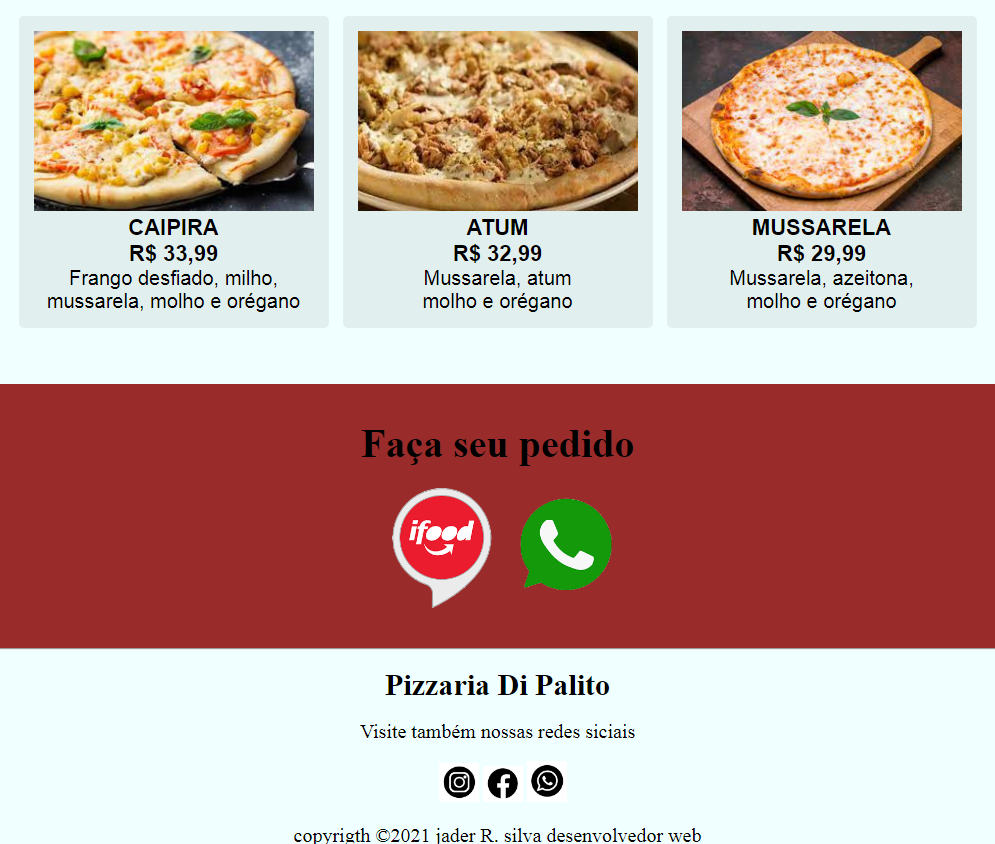 CAIPIRA
R$ 33,99
Frango desfiado, milho,
mussarela, molho e orégano
ATUM
R$ 32,99
Mussarela, atum
molho e orégano
MUSSARELA
R$ 29,99
Mussarela, azeitona,
molho e orégano
Faça seu pedido
ifood
Pizzaria Di Palito
Visite também nossas redes siciais
copyrigth ©2021 jader R. silva desenvolvedor web